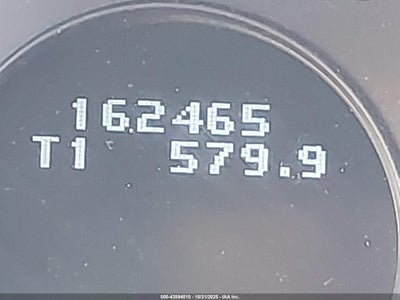 162465
T1 579.9
000-43594010 - 10/31/2025 - IAA Inc.